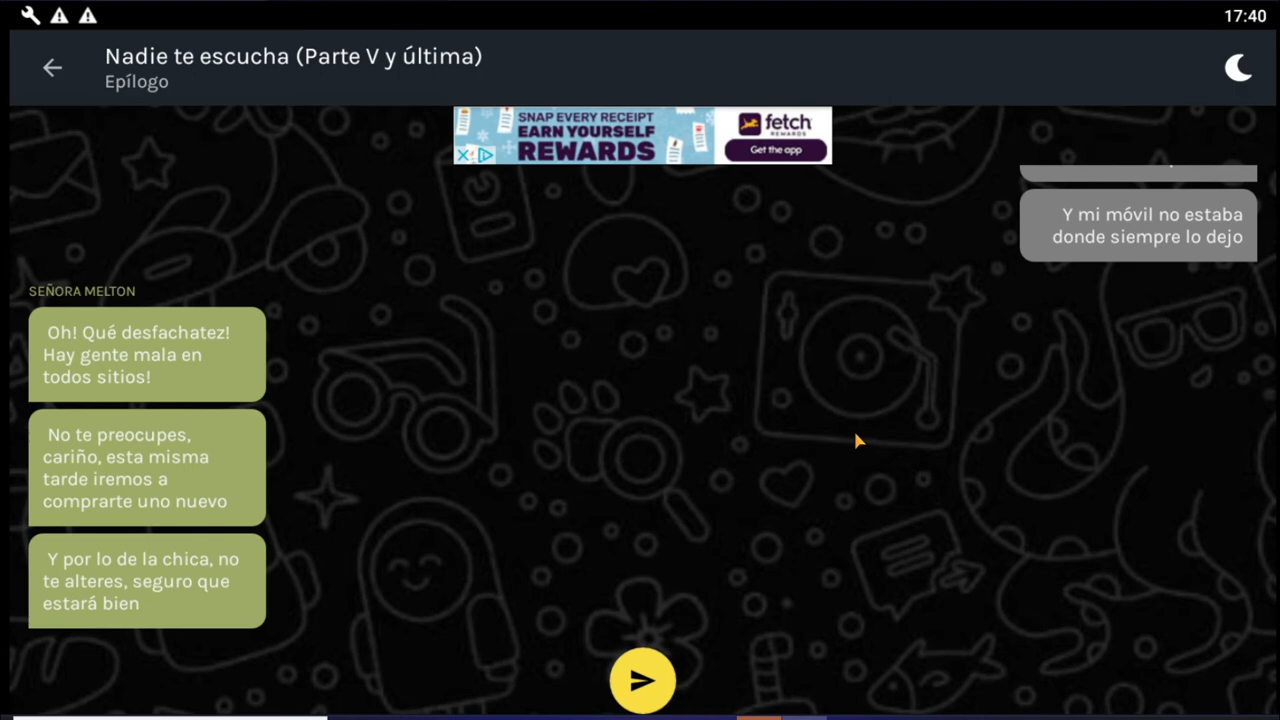 17:40
Nadie te escucha (Parte V y última)
Epílogo
SNAP EVERY RECEIPT
EARN YOURSELF
REWARDS
fetch
REWARDS
Get the app
Y mi móvil no estaba
donde siempre lo dejo
SEÑORA MELTON
Oh! Qué desfachatez!
Hay gente mala en
todos sitios!
No te preocupes,
cariño, esta misma
tarde iremos a
comprarte uno nuevo
Y por lo de la chica, no
te alteres, seguro que
estará bien